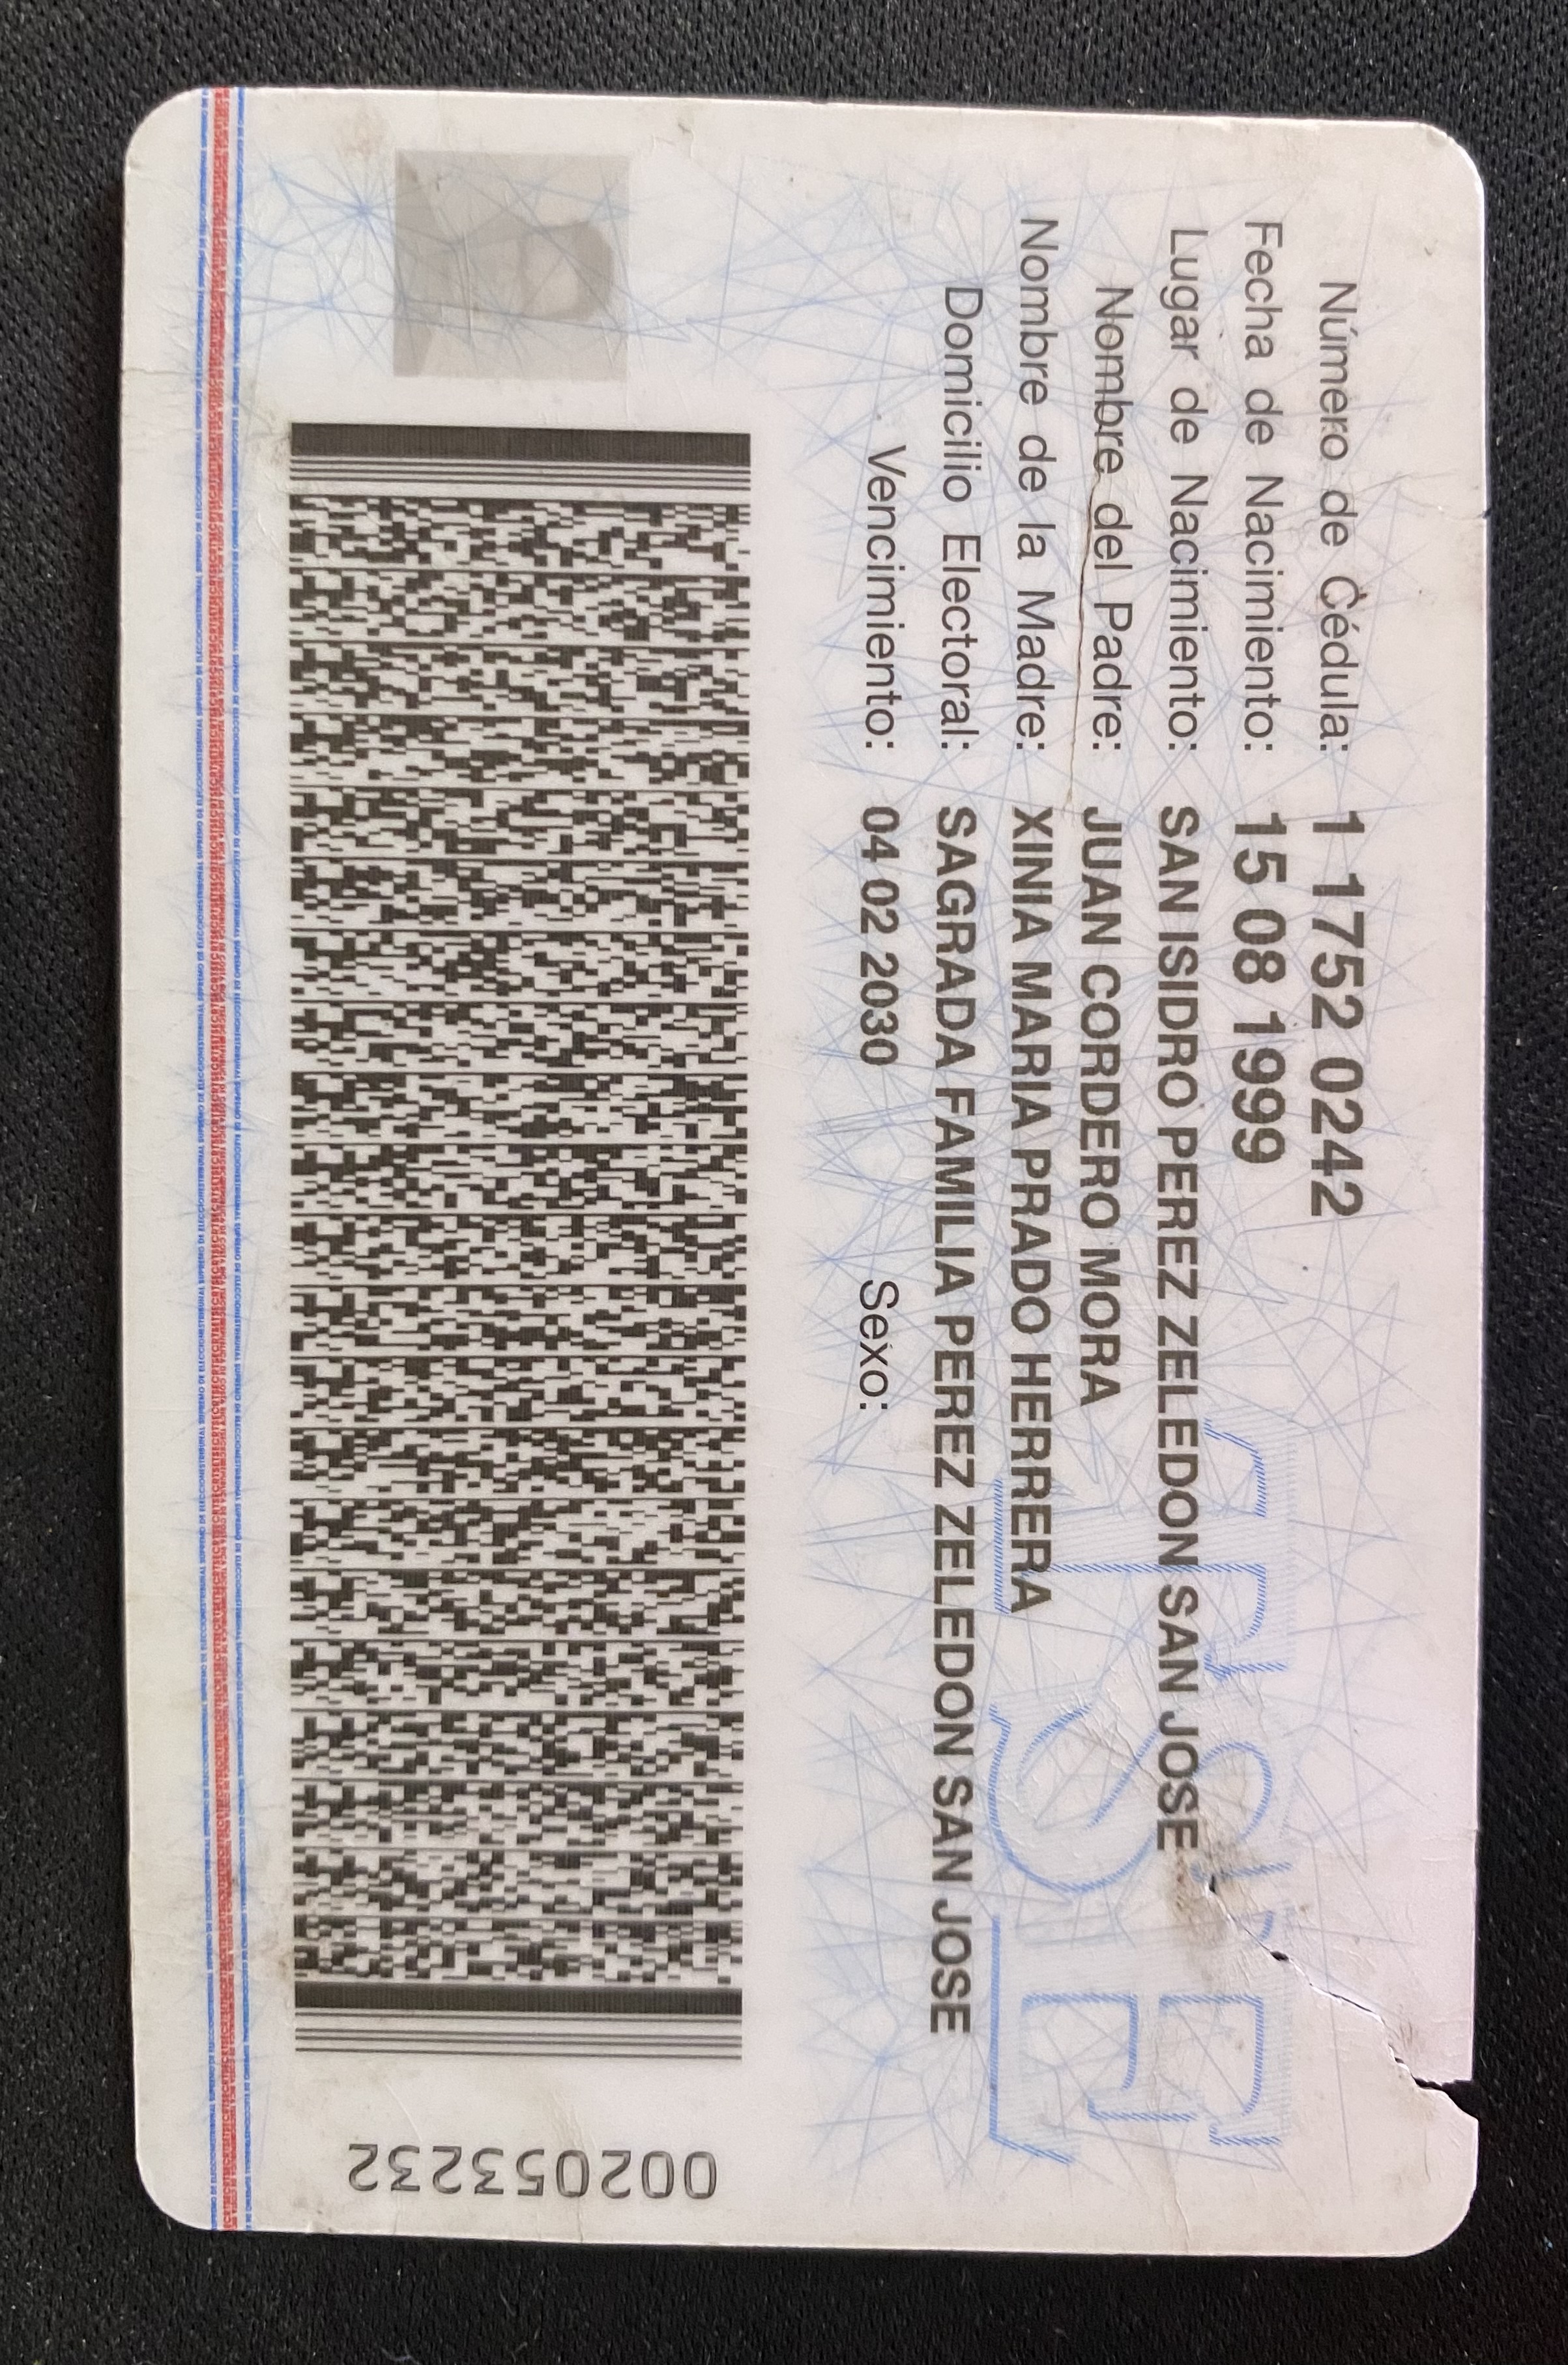 Número de Cédula: 1 1752 0242
Fecha de Nacimiento: 15 08 1999
Lugar de Nacimiento: SAN ISIDRO PEREZ ZELEDON SAN JOSE
Nombre del Padre: JUAN CORDERO MORA
Nombre de la Madre: XINIA MARIA PRADO HERRERA
Domicilio Electoral: SAGRADA FAMILIA PEREZ ZELEDON SAN JOSE
Vencimiento: 04 02 2030 Sexo:
TSE
002053232